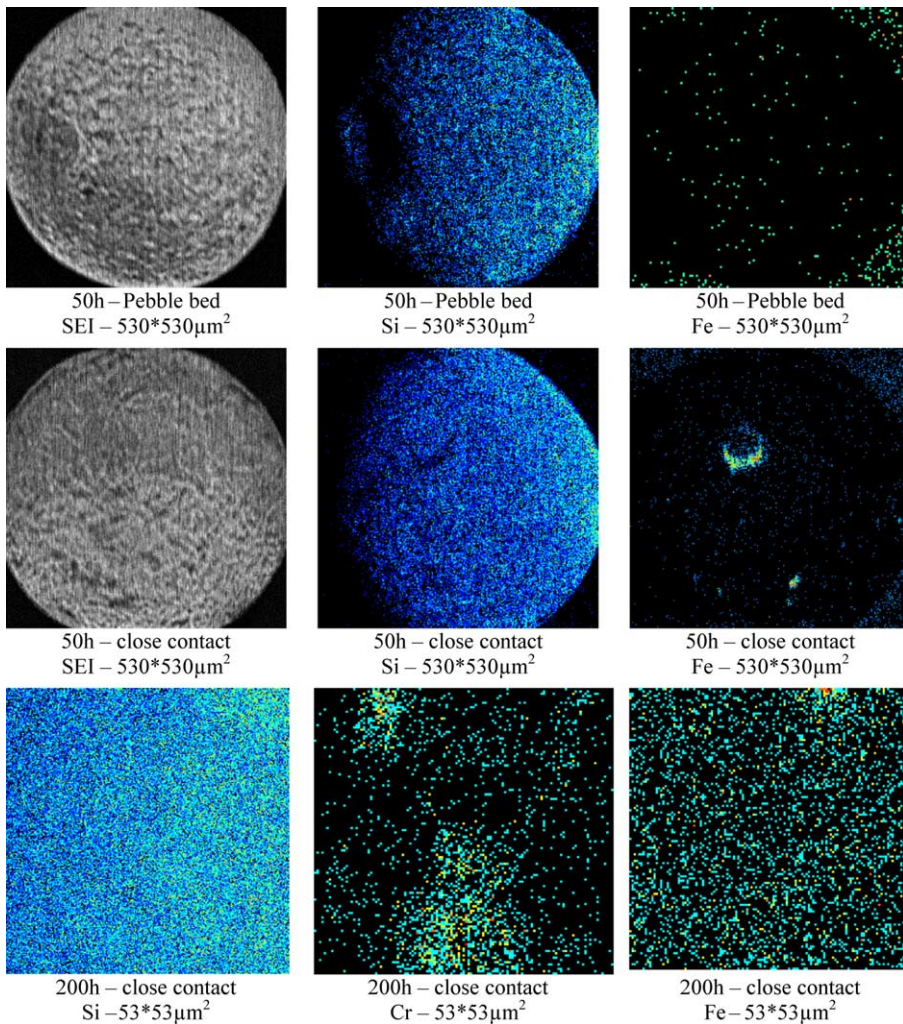 50h – Pebble bed
SEI – 530*530µm²
50h – Pebble bed
Si – 530*530µm²
50h – Pebble bed
Fe – 530*530µm²
50h – close contact
SEI – 530*530µm²
50h – close contact
Si – 530*530µm²
50h – close contact
Fe – 530*530µm²
200h – close contact
Si –53*53µm²
200h – close contact
Cr – 53*53µm²
200h – close contact
Fe – 53*53µm²